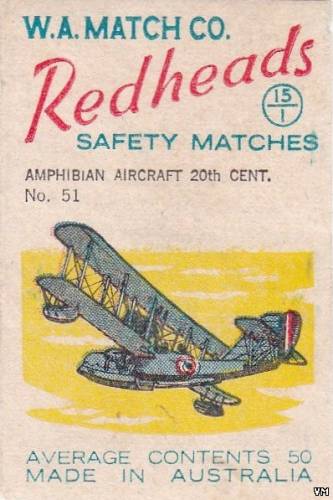 W.A. MATCH CO.
Redheads
15
1
SAFETY MATCHES
AMPHIBIAN AIRCRAFT 20th CENT.
No. 51
AVERAGE CONTENTS 50
MADE IN AUSTRALIA
VM